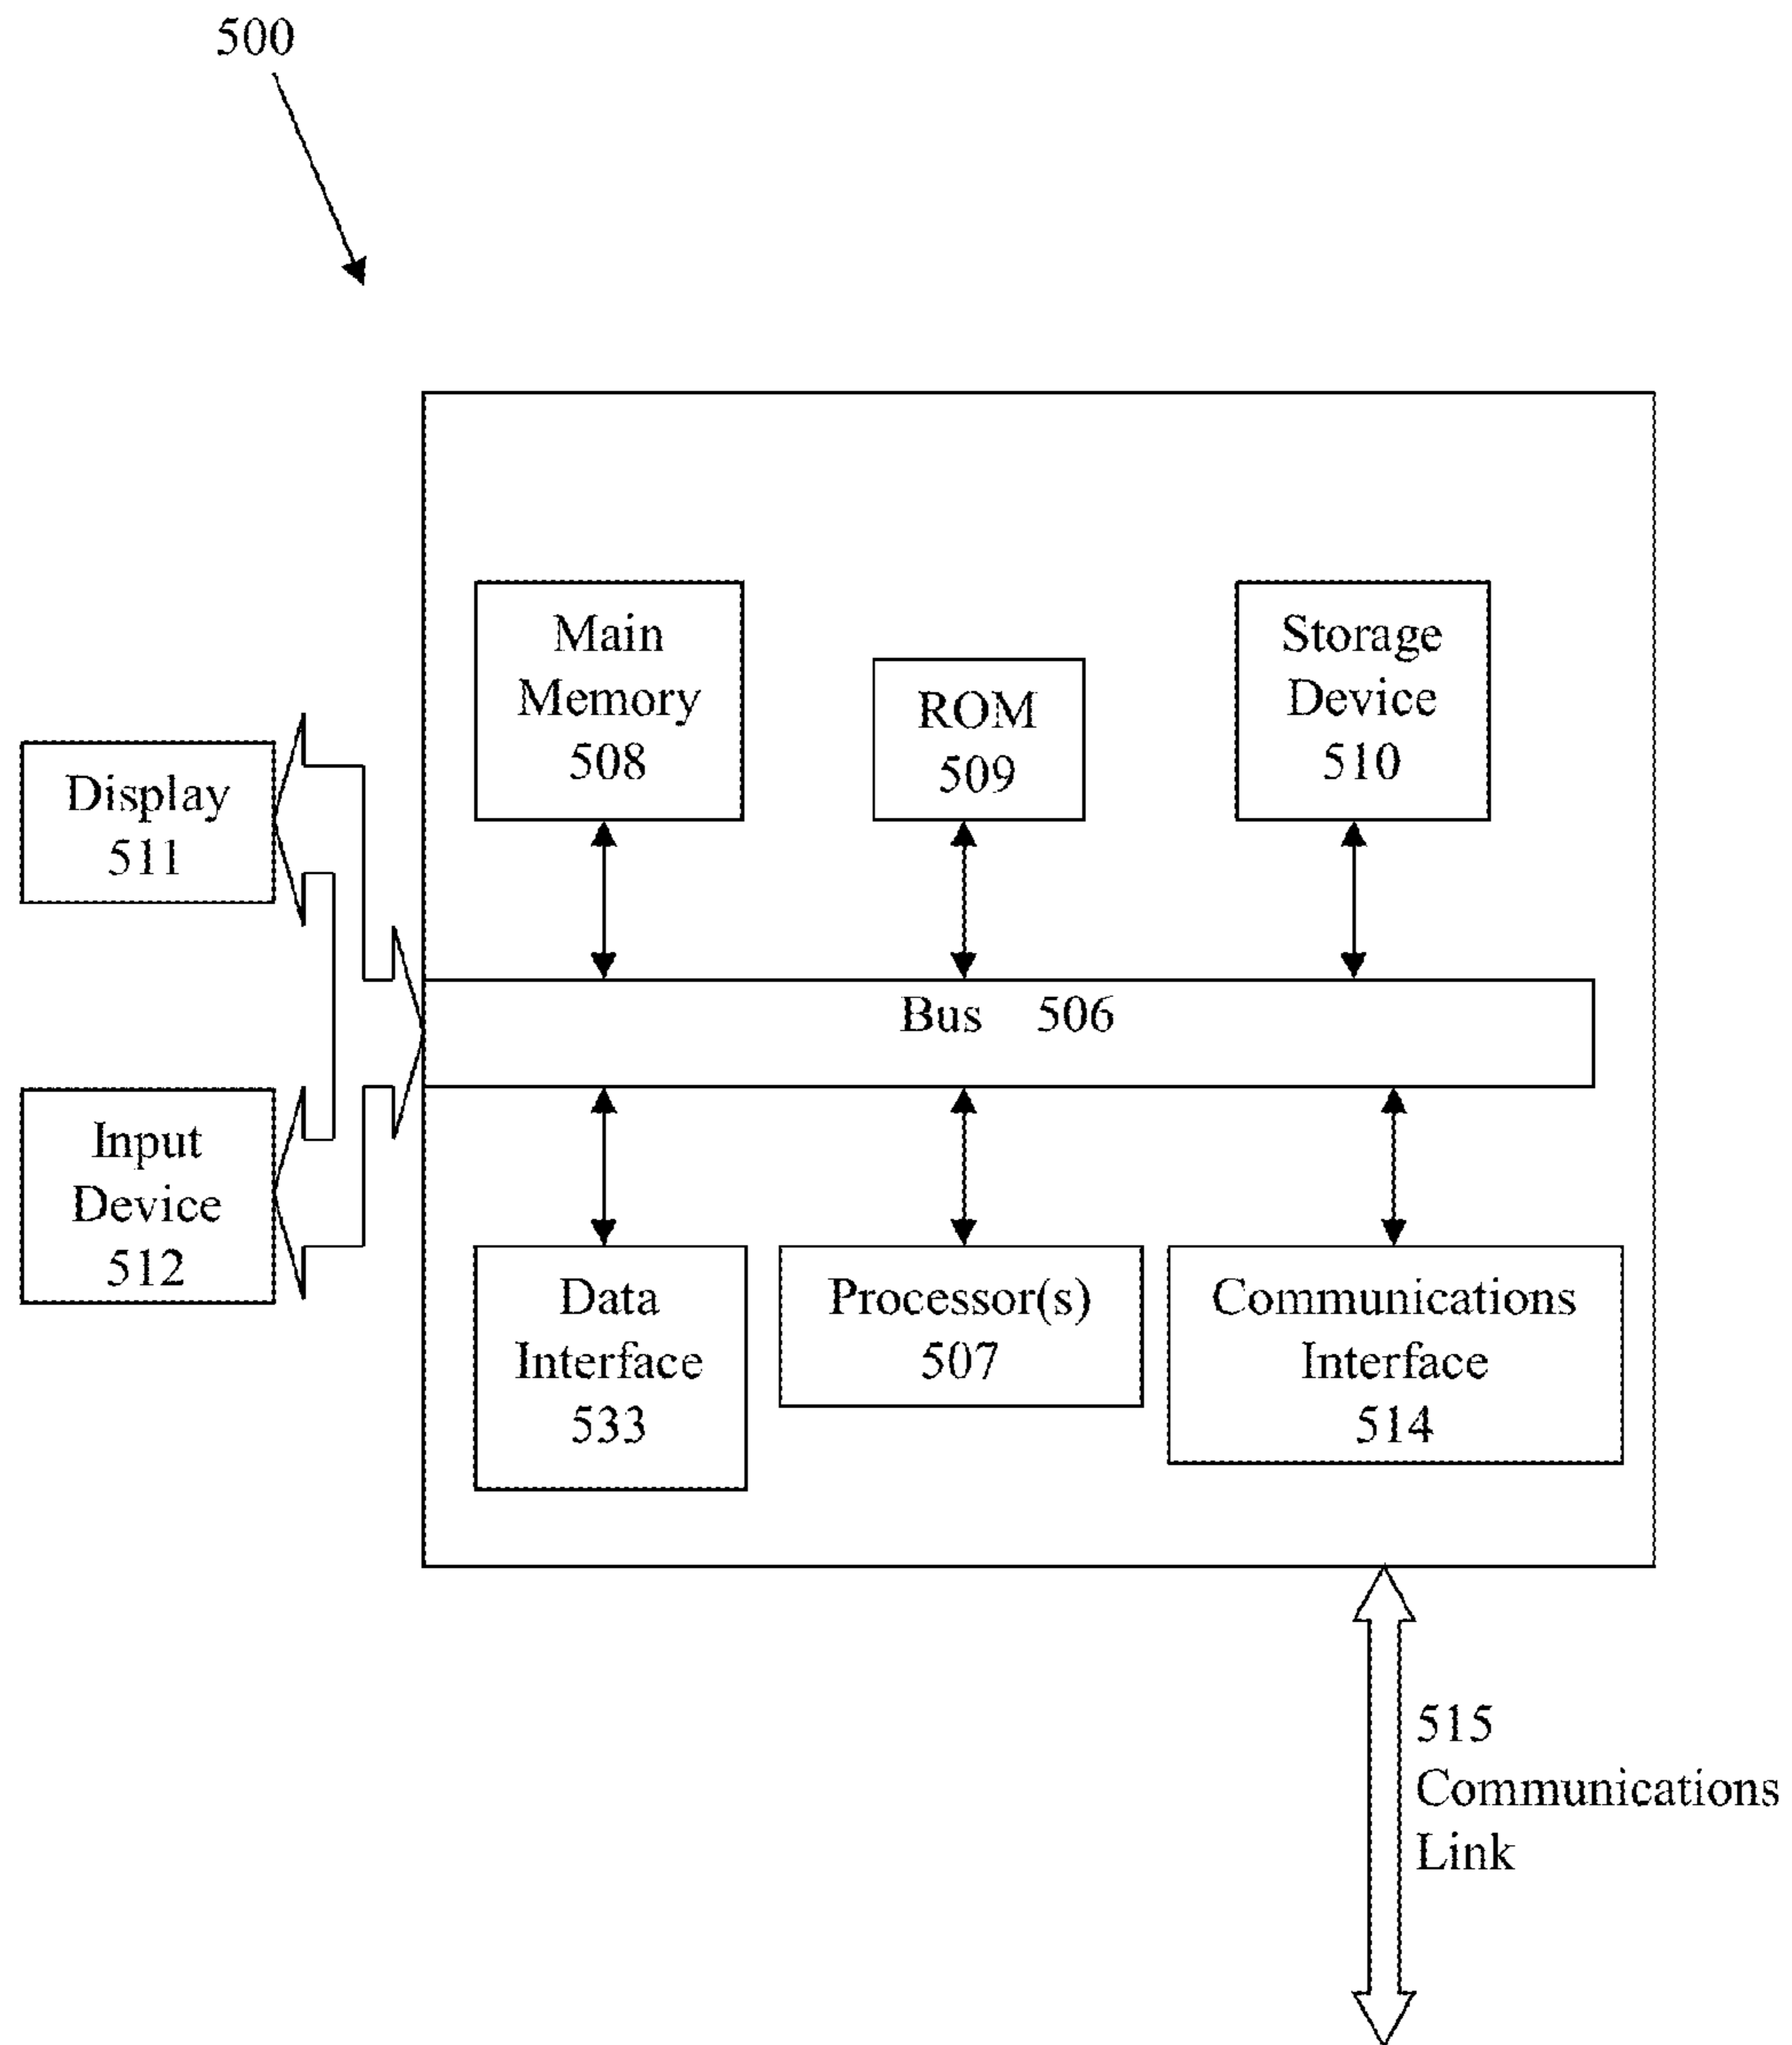 500
Main
Memory
508
ROM
509
Storage
Device
510
Display
511
Bus 506
Input
Device
512
Data
Interface
533
Processor(s)
507
Communications
Interface
514
515
Communications
Link